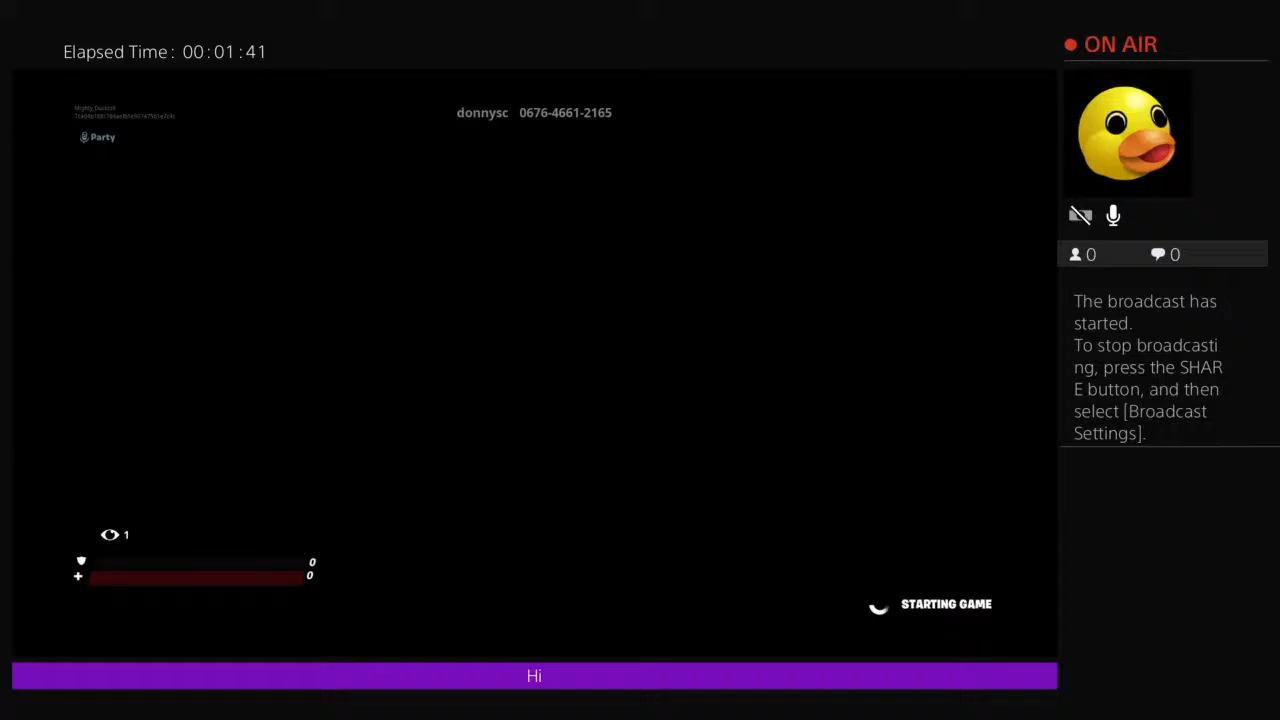 Elapsed Time: 00:01:41
ON AIR
donnysc 0676-4661-2165
Party
0
0
The broadcast has
started.
To stop broadcasti
ng, press the SHAR
E button, and then
select [Broadcast
Settings].
1
0
0
STARTING GAME
Hi